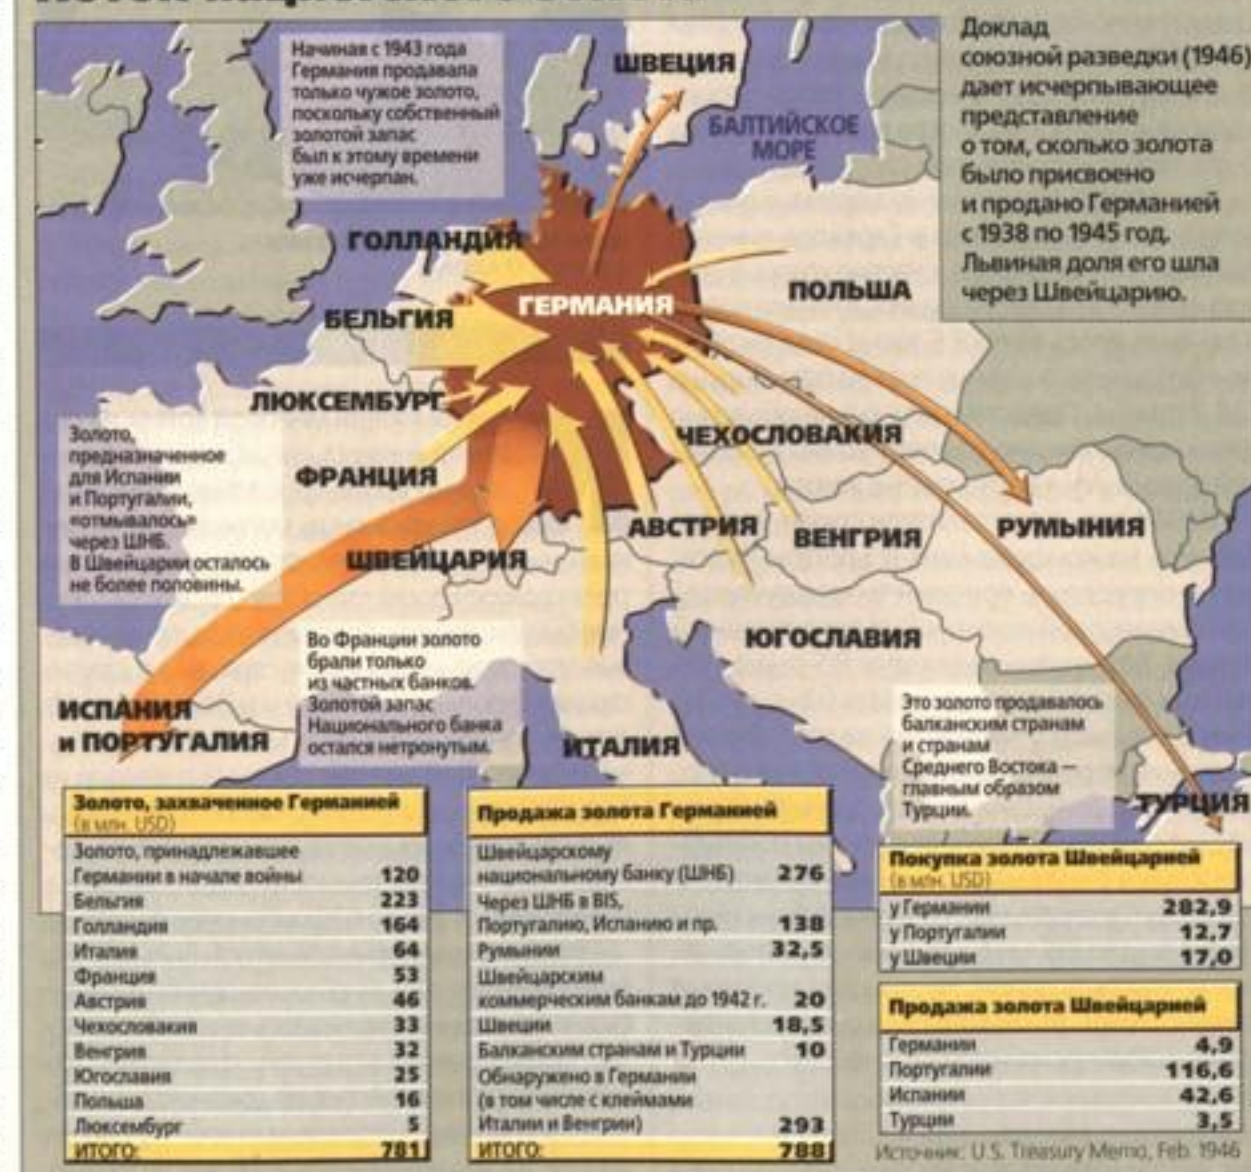 Начиная с 1943 года
Германия продавала
только чужое золото,
поскольку собственный
золотой запас
был к этому времени
уже исчерпан.
Доклад
союзной разведки (1946)
дает исчерпывающее
представление
о том, сколько золота
было присвоено
и продано Германией
с 1938 по 1945 год.
Львиная доля его шла
через Швейцарию.
ШВЕЦИЯ
БАЛТИЙСКОЕ
МОРЕ
ГОЛЛАНДИЯ
ГЕРМАНИЯ
ПОЛЬША
БЕЛЬГИЯ
ЛЮКСЕМБУРГ
ЧЕХОСЛОВАКИЯ
Золото,
предназначенное
для Испании
и Португалии,
«отмывалось»
через ШНБ.
В Швейцарии осталось
не более половины.
ФРАНЦИЯ
АВСТРИЯ
ВЕНГРИЯ
РУМЫНИЯ
ШВЕЙЦАРИЯ
ЮГОСЛАВИЯ
Во Франции золото
брали только
из частных банков.
Золотой запас
Национального банка
остался нетронутым.
ИСПАНИЯ
и ПОРТУГАЛИЯ
ИТАЛИЯ
Это золото продавалось
балканским странам
и странам
Среднего Востока —
главным образом
Турции.
ТУРЦИЯ
Золото, захваченное Германией
(в млн. USD)
Золото, принадлежавшее
Германии в начале войны 120
Бельгия 223
Голландия 164
Италия 64
Франция 53
Австрия 46
Чехословакия 33
Венгрия 32
Югославия 25
Польша 16
Люксембург 5
ИТОГО: 781
Продажа золота Германией
Швейцарскому
национальному банку (ШНБ) 276
Через ШНБ в BIS,
Португалию, Испанию и пр. 138
Румынии 32,5
Швейцарским
коммерческим банкам до 1942 г. 20
Швеции 18,5
Балканским странам и Турции 10
Обнаружено в Германии
(в том числе с клеймами
Италии и Венгрии) 293
ИТОГО: 788
Покупка золота Швейцарией
(в млн. USD)
у Германии 282,9
у Португалии 12,7
у Швеции 17,0
Продажа золота Швейцарией
Германии 4,9
Португалии 116,6
Испании 42,6
Турции 3,5
Источник: U.S. Treasury Memo, Feb. 1946